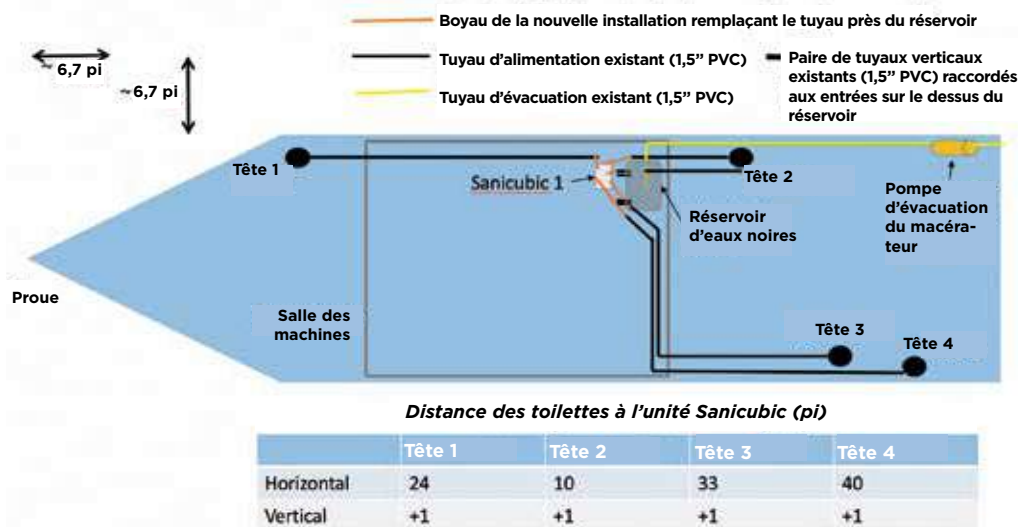 Boyau de la nouvelle installation remplaçant le tuyau près du réservoir
~ 6,7 pi
~6,7 pi
Tuyau d’alimentation existant (1,5” PVC)
Tuyau d’évacuation existant (1,5” PVC)
Paire de tuyaux verticaux
existants (1,5” PVC) raccordés
aux entrées sur le dessus du
réservoir
Tête 1
Sanicubic 1
Tête 2
Réservoir
d’eaux noires
Pompe
d’évacuation
du macéra-
teur
Proue
Salle des
machines
Tête 3
Tête 4
Distance des toilettes à l’unité Sanicubic (pi)
Tête 1 Tête 2 Tête 3 Tête 4
Horizontal 24 10 33 40
Vertical +1 +1 +1 +1